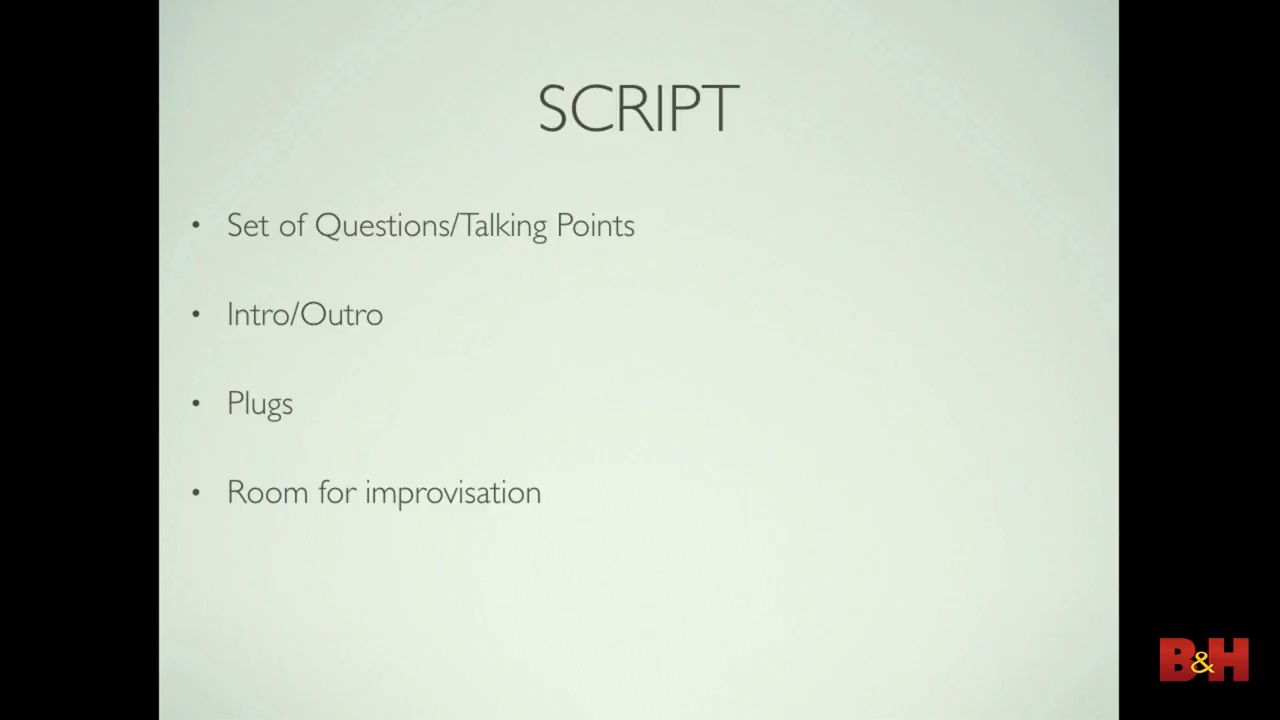 SCRIPT
• Set of Questions/Talking Points
• Intro/Outro
• Plugs
• Room for improvisation
B&H